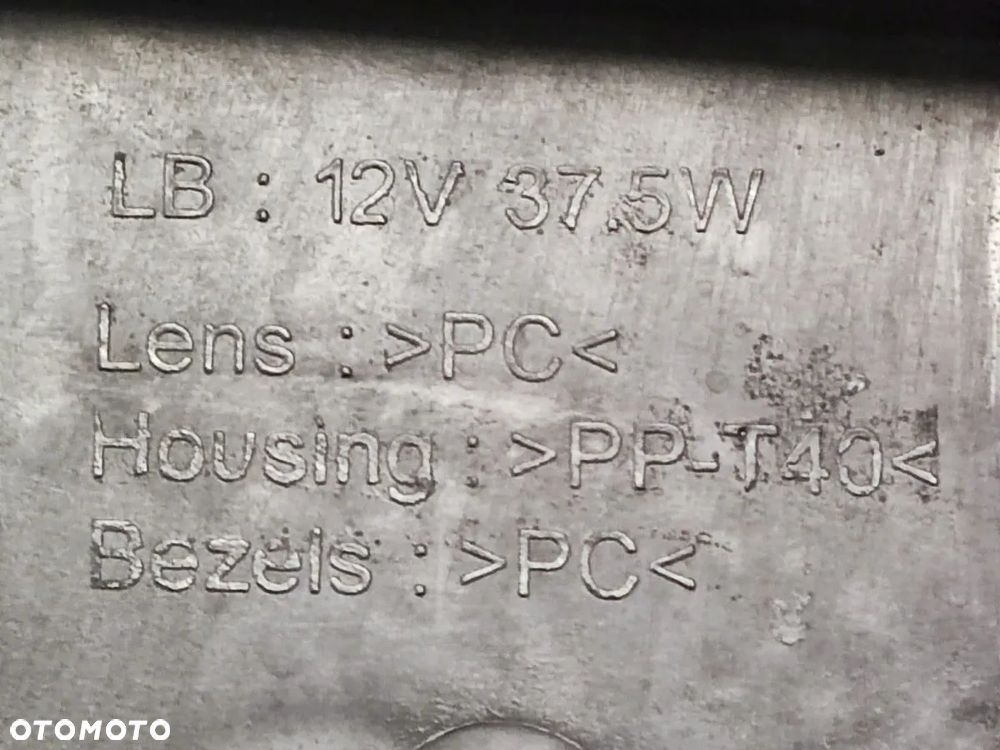 LB : 12V 37.5W
Lens : >PC<
Housing : >PP-T40<
Bezels : >PC<
OTOMOTO